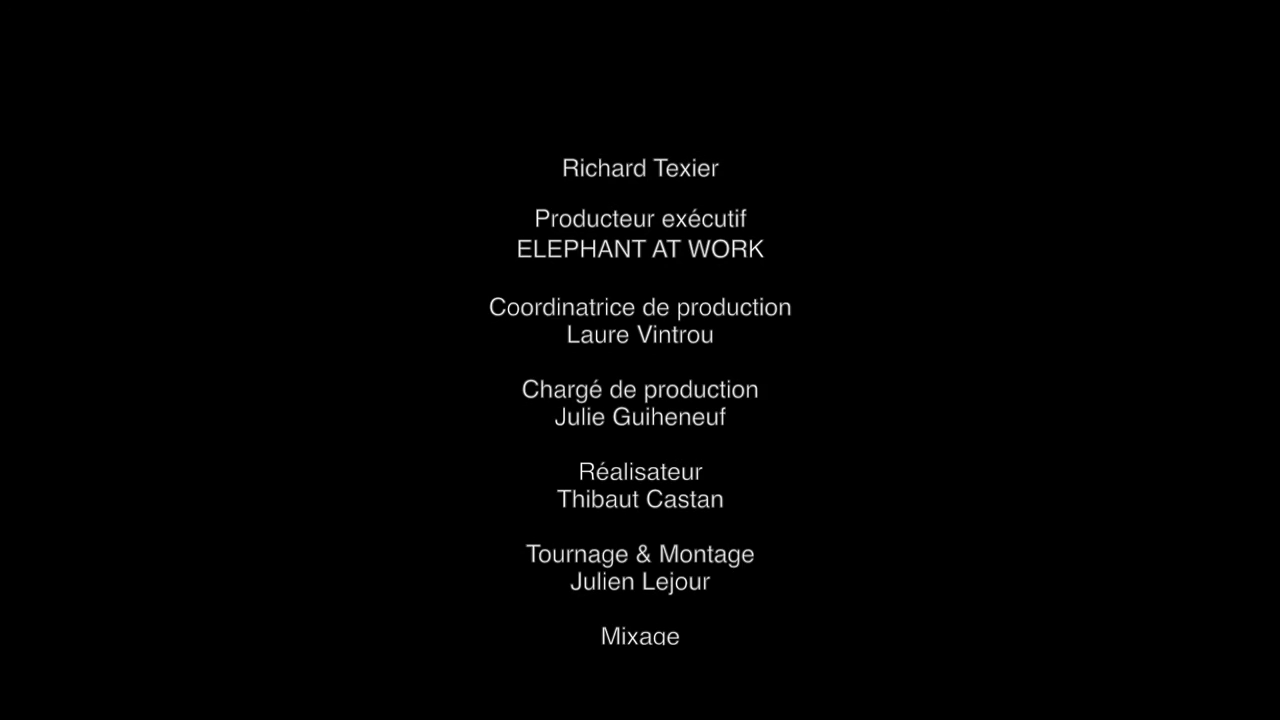 Richard Texier
Producteur exécutif
ELEPHANT AT WORK
Coordinatrice de production
Laure Vintrou
Chargé de production
Julie Guiheneuf
Réalisateur
Thibaut Castan
Tournage & Montage
Julien Lejour
Mixage